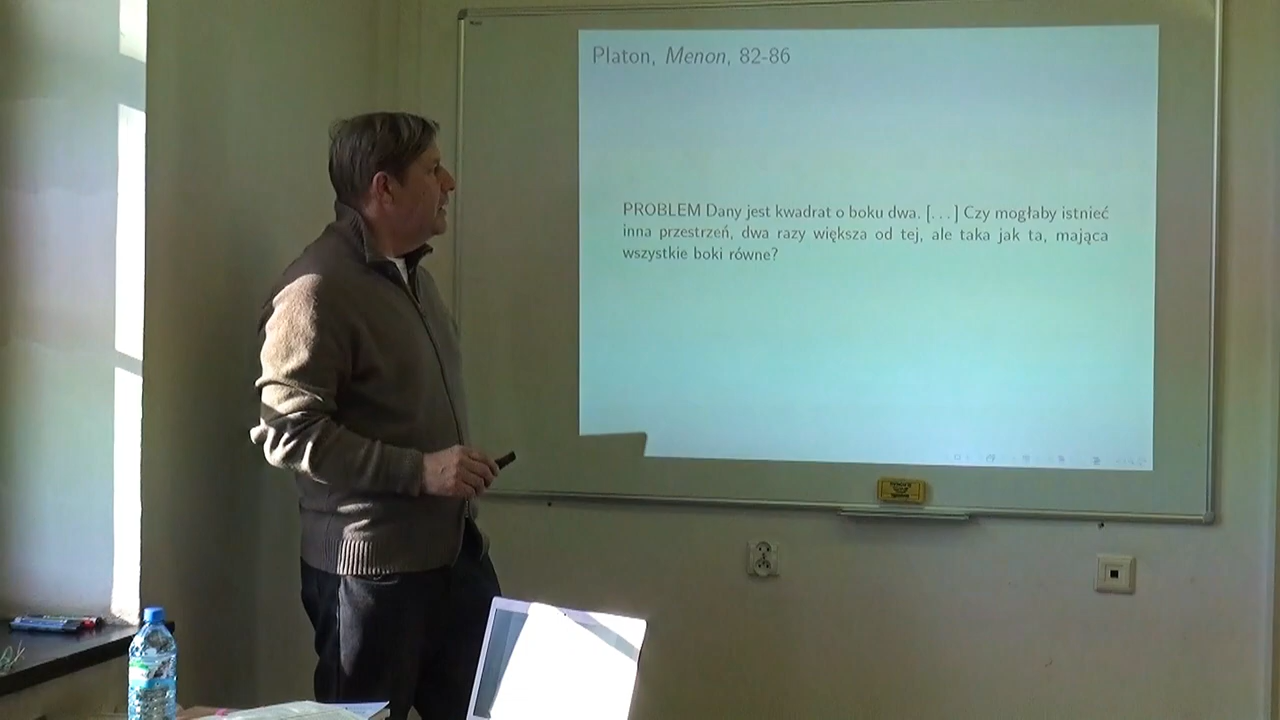 Platon, Menon, 82-86
PROBLEM Dany jest kwadrat o boku dwa. [...] Czy mogłaby istnieć
inna przestrzeń, dwa razy większa od tej, ale taka jak ta, mająca
wszystkie boki równe?